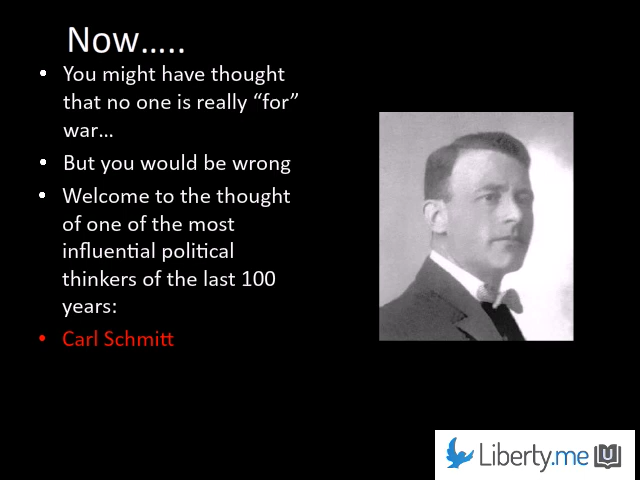 Now.....
• You might have thought
that no one is really “for”
war...
• But you would be wrong
• Welcome to the thought
of one of the most
influential political
thinkers of the last 100
years:
• Carl Schmitt
Liberty.me U